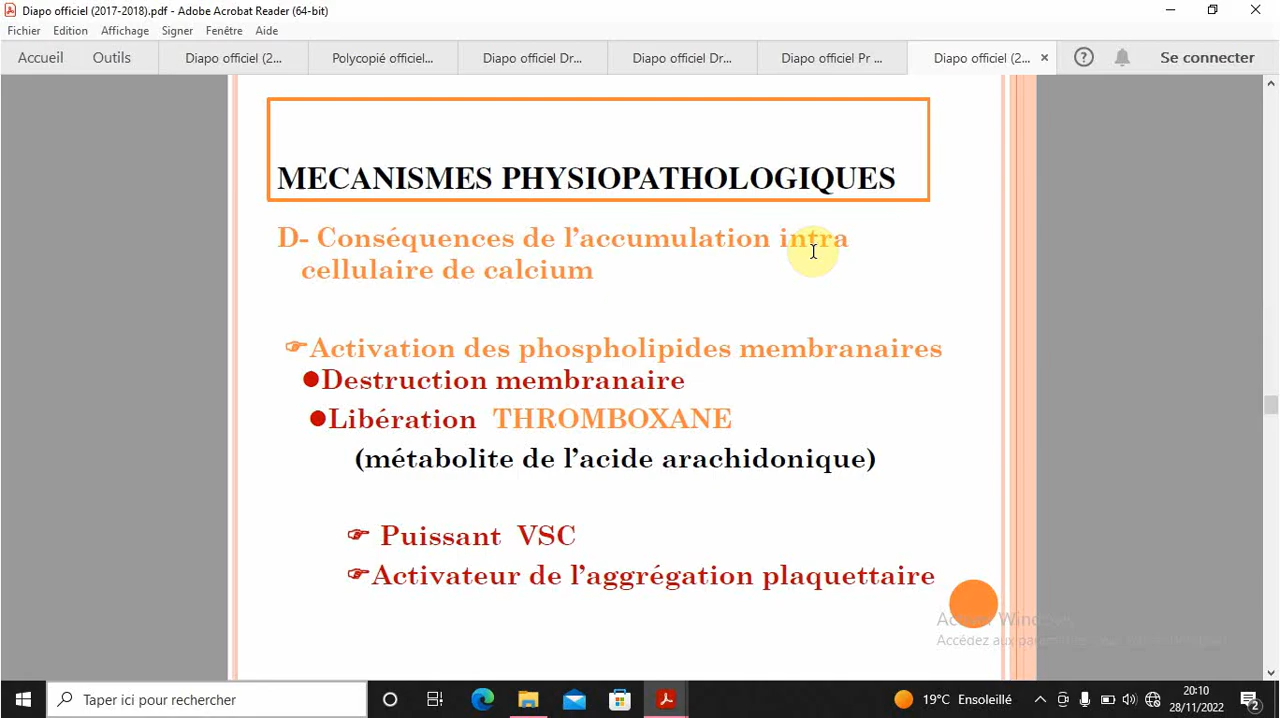 Diapo officiel (2017-2018).pdf - Adobe Acrobat Reader (64-bit)
Fichier Edition Affichage Signer Fenêtre Aide
Accueil Outils Diapo officiel (2... Polycopié officiel... Diapo officiel Dr... Diapo officiel Dr... Diapo officiel Pr ... Diapo officiel (2... Se connecter
MECANISMES PHYSIOPATHOLOGIQUES
D- Conséquences de l'accumulation intra
cellulaire de calcium
Activation des phospholipides membranaires
Destruction membranaire
Libération THROMBOXANE
(métabolite de l'acide arachidonique)
Puissant VSC
Activateur de l'aggrégation plaquettaire
Accédez aux
Taper ici pour rechercher
19°C Ensoleillé
20:10
28/11/2022
2